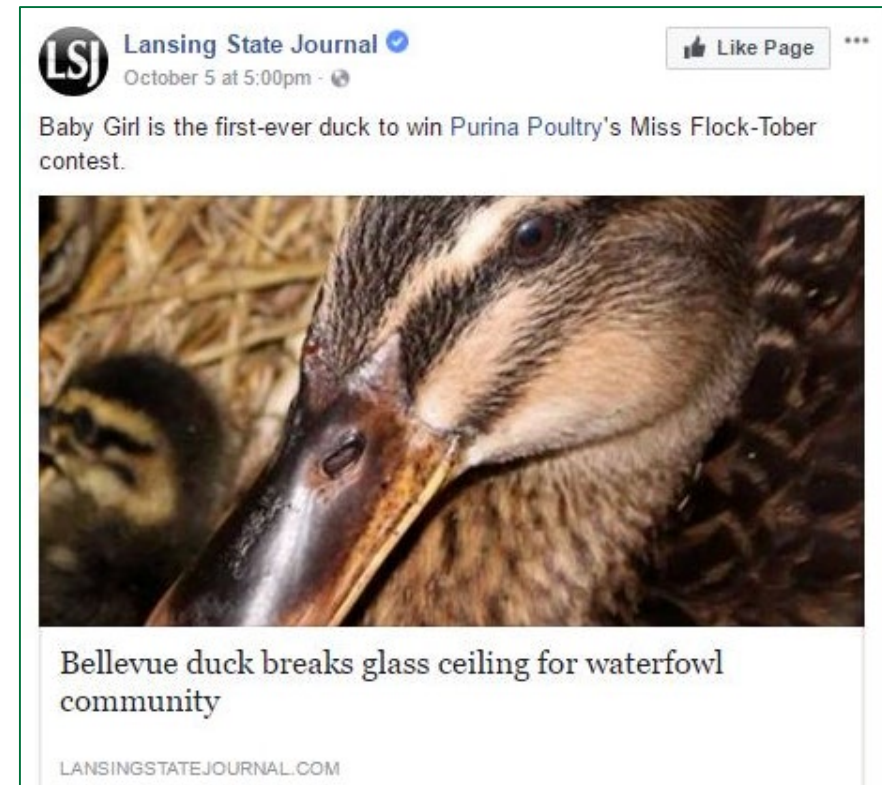 LSJ
Lansing State Journal
Like Page
October 5 at 5:00pm ·
Baby Girl is the first-ever duck to win Purina Poultry's Miss Flock-Tober
contest.
Bellevue duck breaks glass ceiling for waterfowl
community
LANSINGSTATEJOURNAL.COM